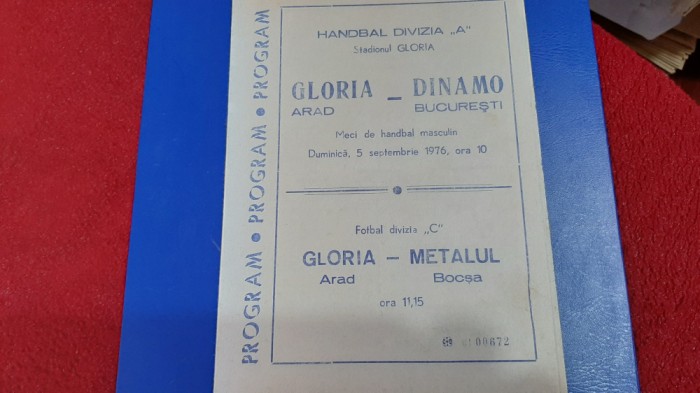 PROGRAM • PROGRAM • PROGRAM
HANDBAL DIVIZIA „A"
Stadionul GLORIA
GLORIA – DINAMO
ARAD BUCUREȘTI
Meci de handbal masculin
Duminică, 5 septembrie 1976, ora 10
Fotbal divizia „C"
GLORIA – METALUL
Arad Bocșa
ora 11,15